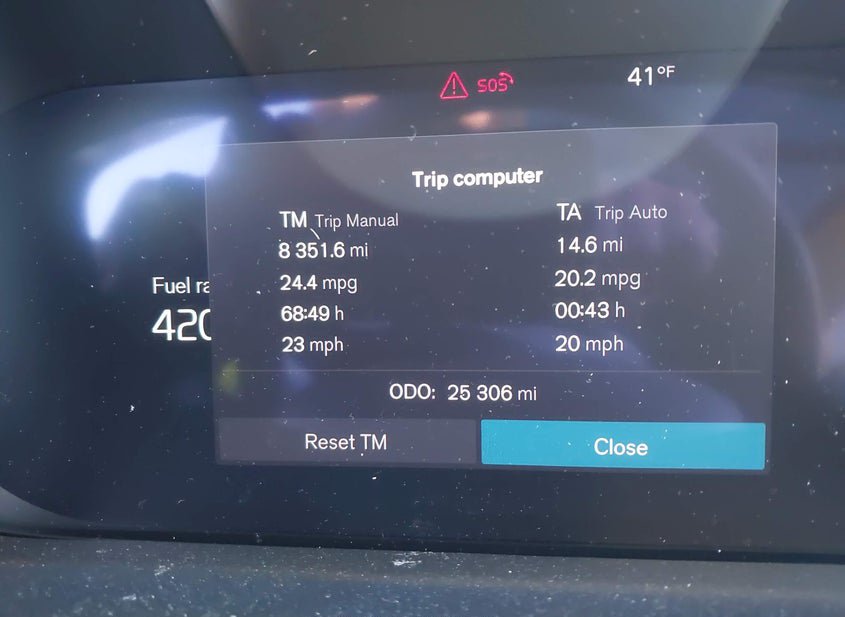 SOS
41°F
Trip computer
TM Trip Manual
8 351.6 mi
24.4 mpg
68:49 h
23 mph
TA Trip Auto
14.6 mi
20.2 mpg
00:43 h
20 mph
Fuel
420
ODO: 25 306 mi
Reset TM
Close